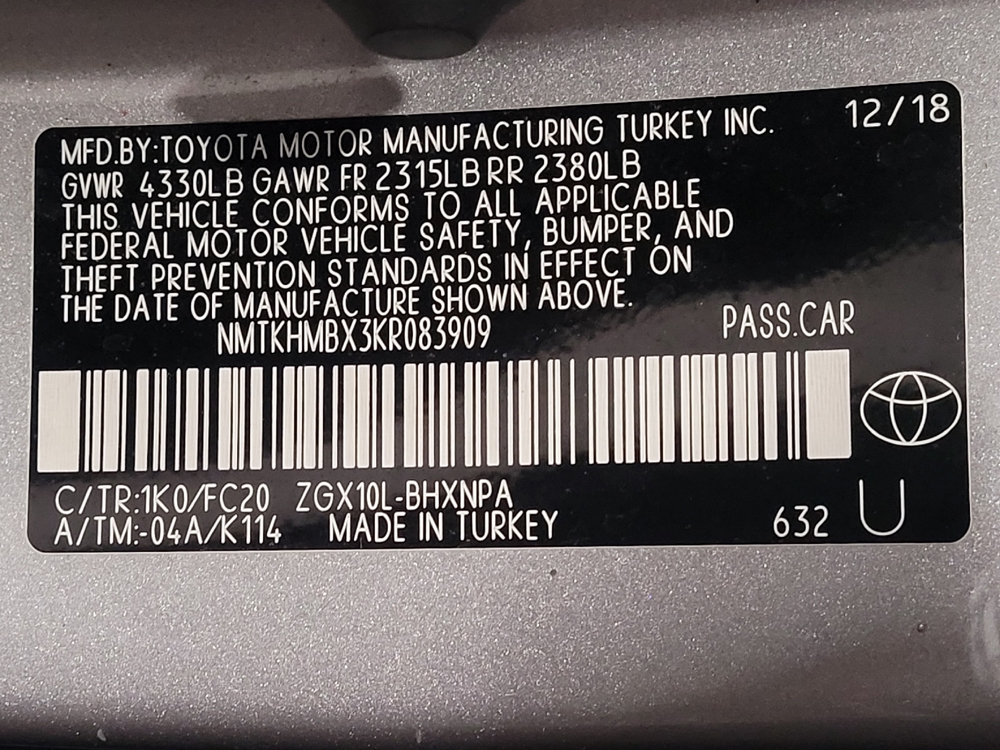 12/18
MFD.BY:TOYOTA MOTOR MANUFACTURING TURKEY INC.
GVWR 4330LB GAWR FR 2315LB RR 2380LB
THIS VEHICLE CONFORMS TO ALL APPLICABLE
FEDERAL MOTOR VEHICLE SAFETY, BUMPER, AND
THEFT PREVENTION STANDARDS IN EFFECT ON
THE DATE OF MANUFACTURE SHOWN ABOVE.
NMTKHMBX3KR083909 PASS.CAR
C/TR:1K0/FC20 ZGX10L-BHXNPA
A/TM:-04A/K114 MADE IN TURKEY 632 U